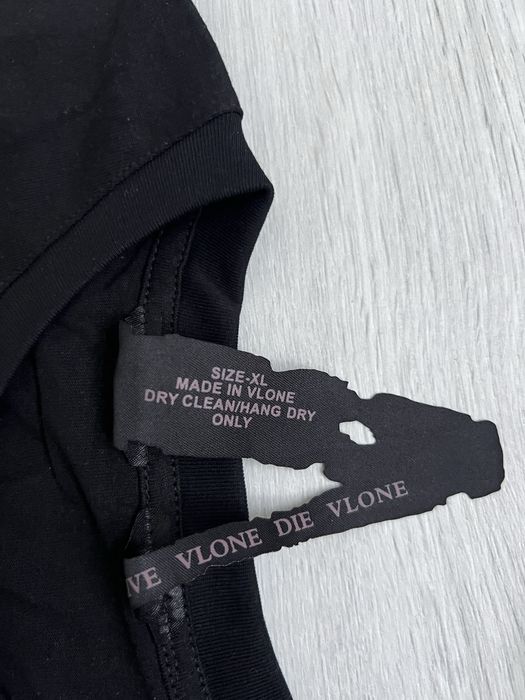 SIZE-XL
MADE IN VLONE
DRY CLEAN/HANG DRY
ONLY
VE VLONE DIE VLONE